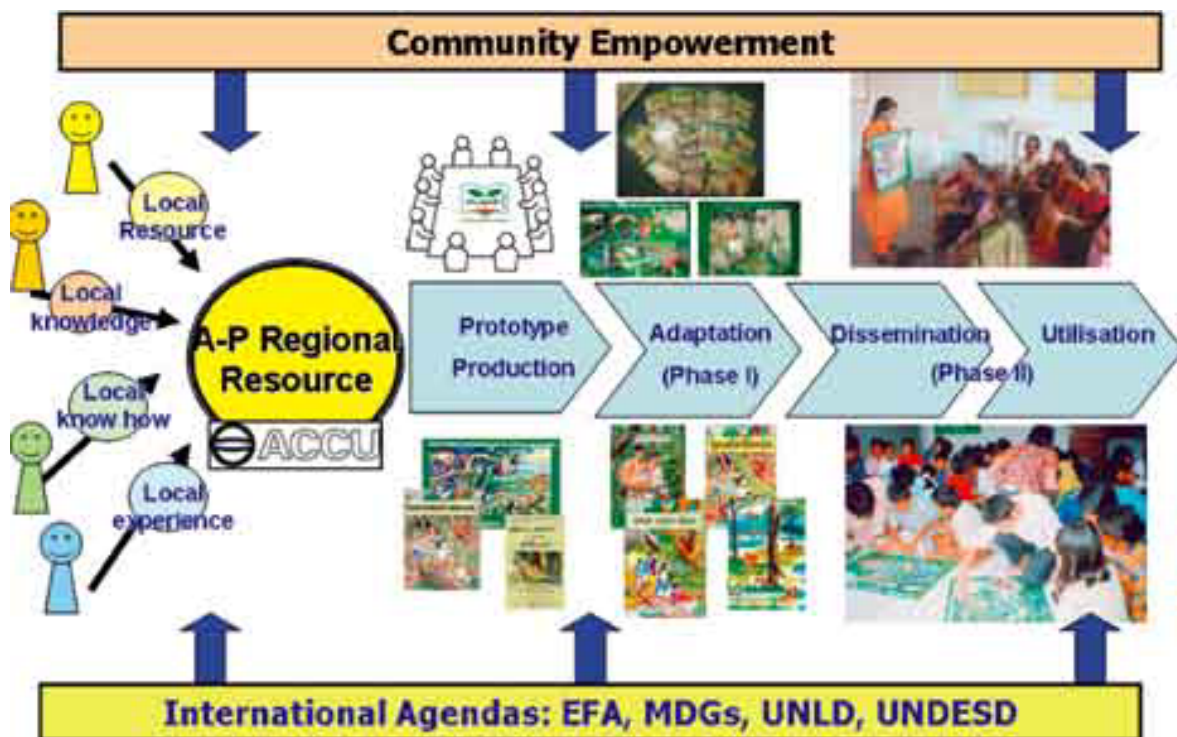 Community Empowerment
Local
Resource
Local
knowledge
Local
know how
Local
experience
A-P Regional
Resource
ACCU
Prototype
Production
Adaptation
(Phase I)
Dissemination
(Phase II)
Utilisation
International Agendas: EFA, MDGs, UNLD, UNDESD